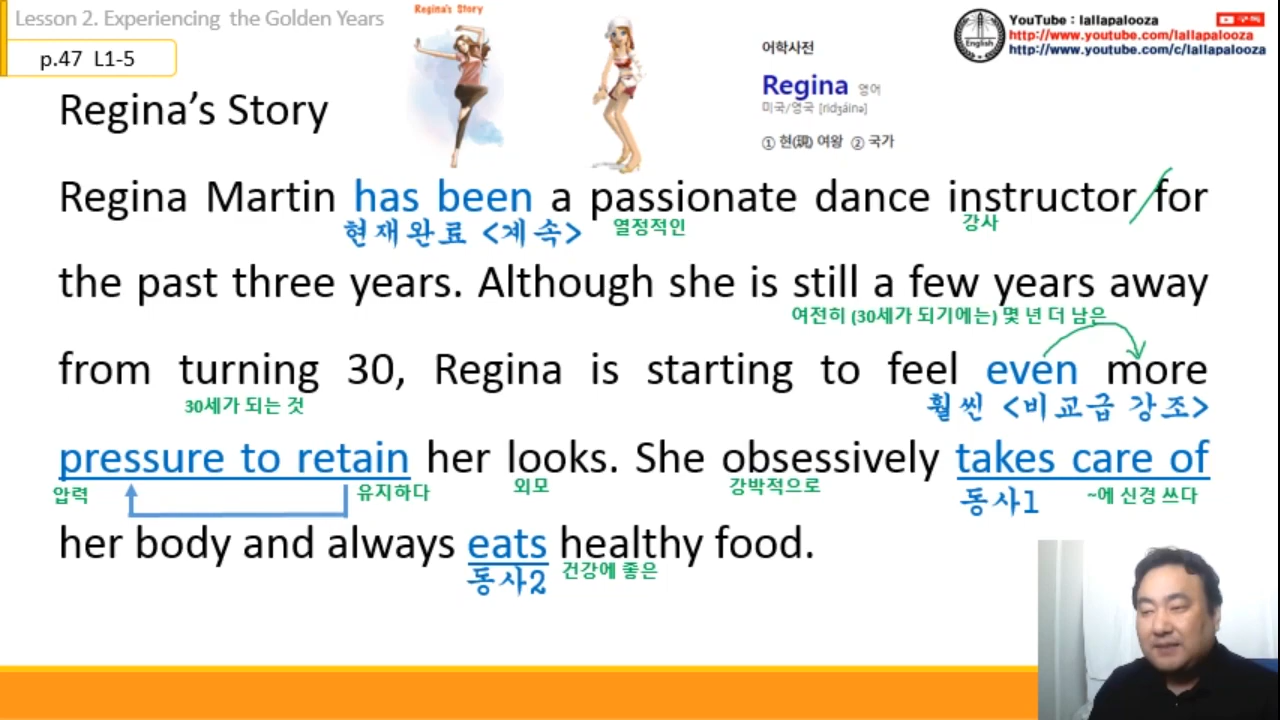 Lesson 2. Experiencing the Golden Years
p.47 L1-5
Regina's Story
어학사전
Regina 영어
미국/영국 [ridʒáinə]
① 현(現) 여왕 ② 국가
English
YouTube : lallapalooza
구독
http://www.youtube.com/lallapalooza
http://www.youtube.com/c/lallapalooza
Regina's Story
Regina Martin has been a passionate dance instructor for
현재완료 <계속> 열정적인 강사
the past three years. Although she is still a few years away
여전히 (30세가 되기에는) 몇 년 더 남은
from turning 30, Regina is starting to feel even more
30세가 되는 것 훨씬 <비교급 강조>
pressure to retain her looks. She obsessively takes care of
압력 유지하다 외모 강박적으로 동사1 ~에 신경 쓰다
her body and always eats healthy food.
동사2 건강에 좋은